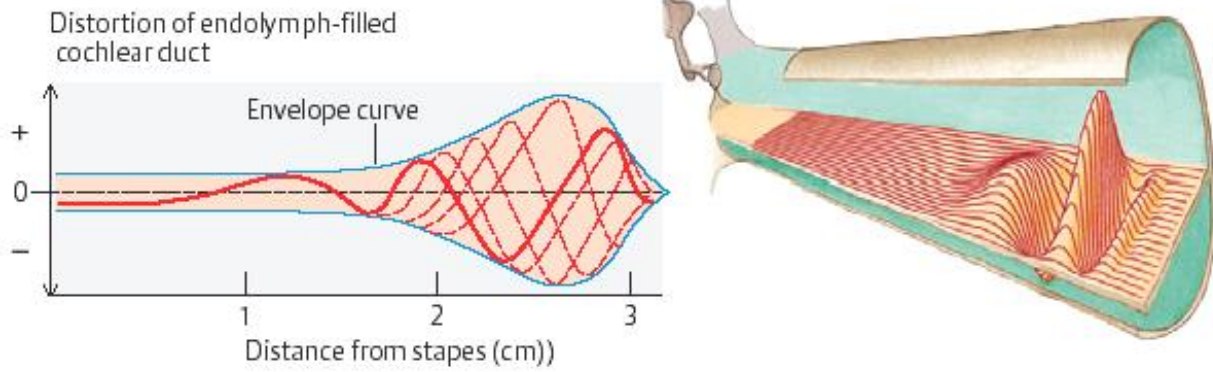 Distortion of endolymph-filled
cochlear duct
Envelope curve
+
0
–
1 2 3
Distance from stapes (cm))